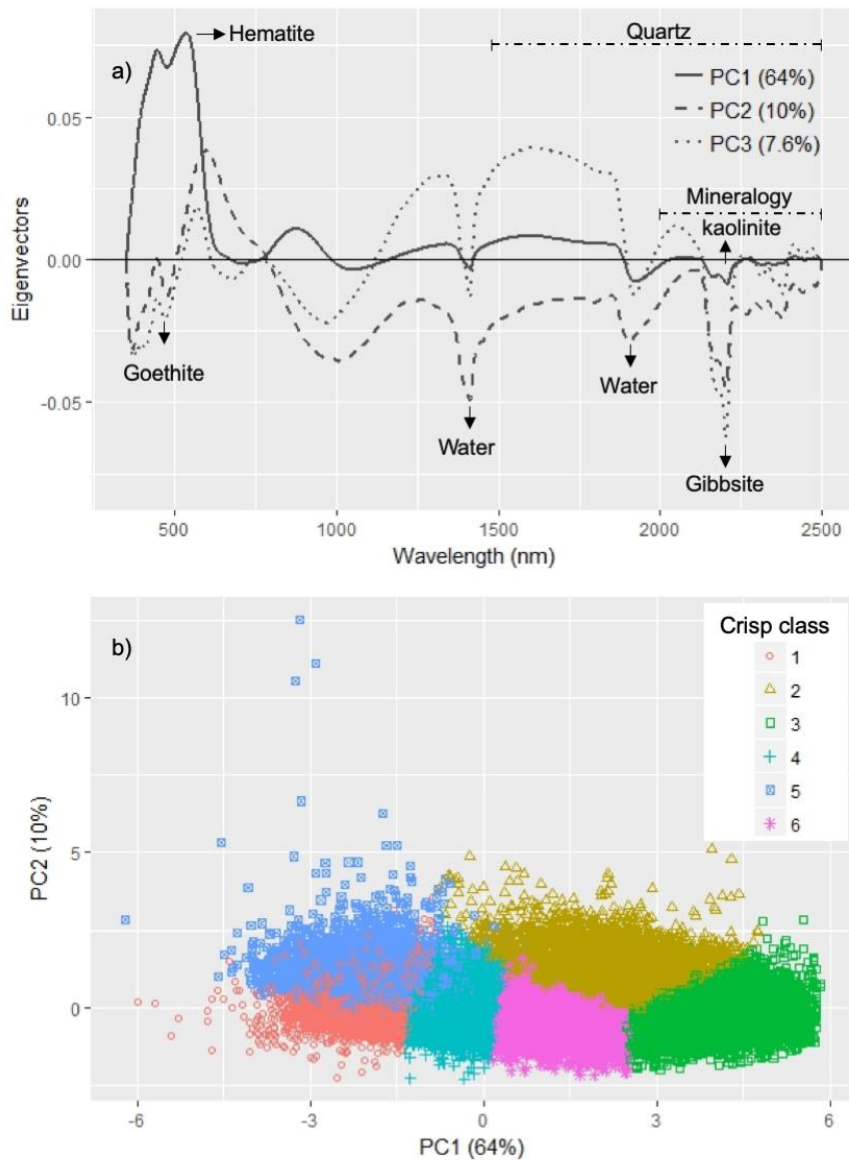 a)
Hematite
Quartz
PC1 (64%)
PC2 (10%)
PC3 (7.6%)
Mineralogy
kaolinite
Goethite
Water
Water
Gibbsite
0.05
0.00
-0.05
Eigenvectors
500
1000
1500
2000
2500
Wavelength (nm)
b)
Crisp class
1
2
3
4
5
6
10
5
0
PC2 (10%)
-6
-3
0
3
6
PC1 (64%)